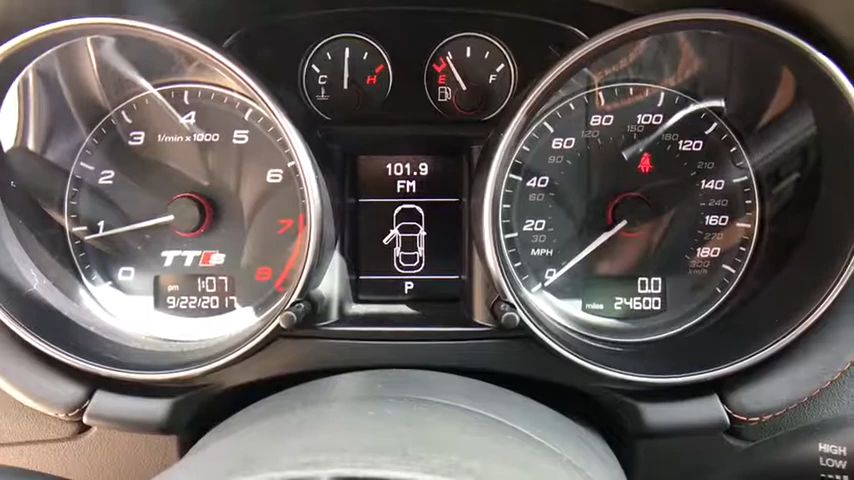 0
1
2
3
4
5
6
7
8
1/min x 1000
TTS
pm 1:07
9/22/2017
C
H
E
F
101.9
FM
P
0
20
40
60
80
100
120
140
160
180
30
60
90
120
150
180
210
240
270
300
MPH
km/h
0.0
miles 24600
HIGH
LOW